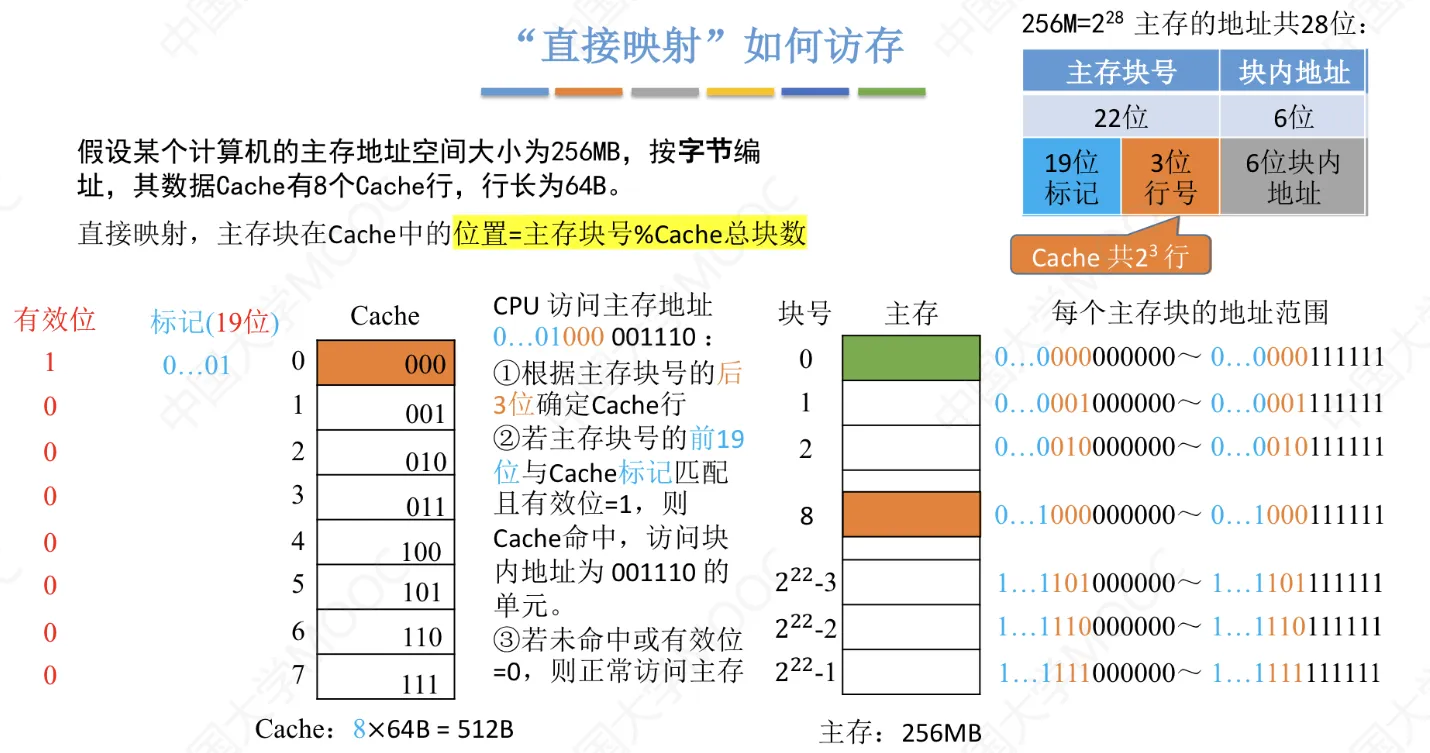 “直接映射”如何访存
256M=2²⁸ 主存的地址共28位：
主存块号 块内地址
22位 6位
19位标记 3位行号 6位块内地址
Cache 共2³ 行
假设某个计算机的主存地址空间大小为256MB，按字节编
址，其数据Cache有8个Cache行，行长为64B。
直接映射，主存块在Cache中的位置=主存块号%Cache总块数
有效位 标记(19位) Cache
1 0…01 0 000
0 1 001
0 2 010
0 3 011
0 4 100
0 5 101
0 6 110
0 7 111
Cache：8×64B = 512B
CPU 访问主存地址
0…01000 001110：
①根据主存块号的后
3位确定Cache行
②若主存块号的前19
位与Cache标记匹配
且有效位=1，则
Cache命中，访问块
内地址为 001110 的
单元。
③若未命中或有效位
=0，则正常访问主存
块号 主存 每个主存块的地址范围
0 0…0000000000～ 0…0000111111
1 0…0001000000～ 0…0001111111
2 0…0010000000～ 0…0010111111
8 0…1000000000～ 0…1000111111
2²²-3 1…1101000000～ 1…1101111111
2²²-2 1…1110000000～ 1…1110111111
2²²-1 1…1111000000～ 1…1111111111
主存：256MB
中国大学MOOC